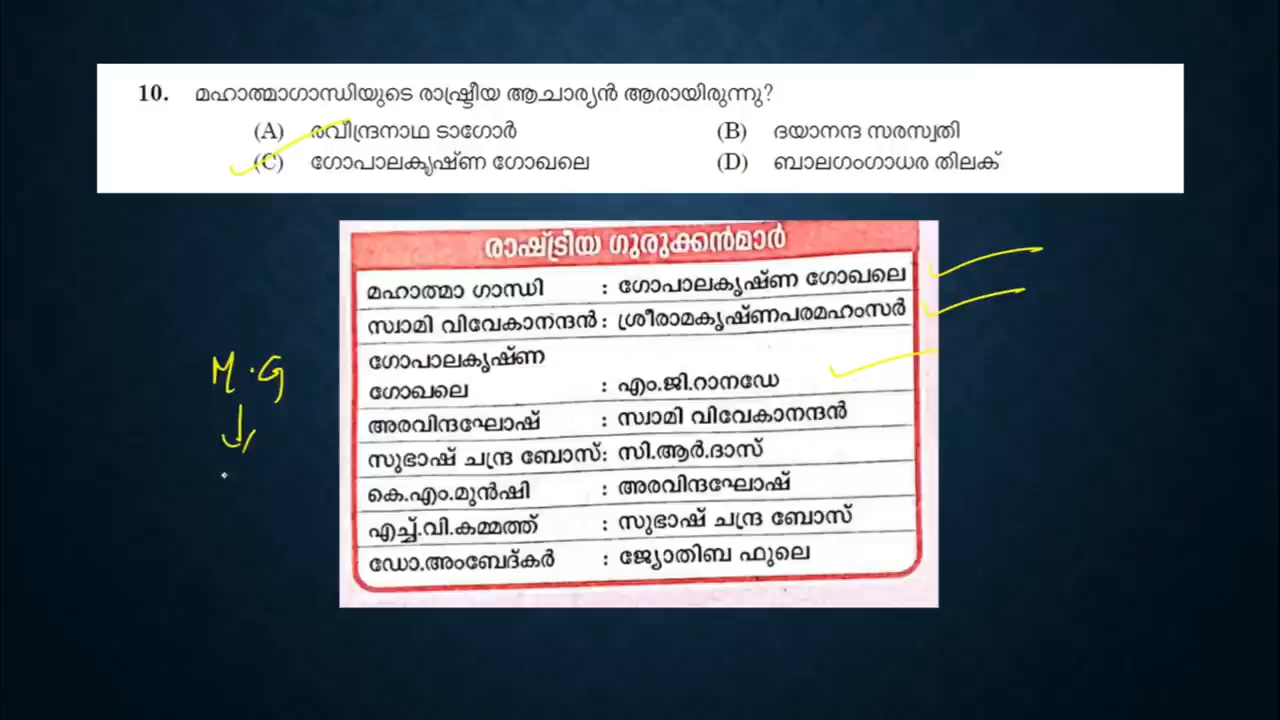 10. മഹാത്മാഗാന്ധിയുടെ രാഷ്ട്രീയ ആചാര്യൻ ആരായിരുന്നു?
(A) രവീന്ദ്രനാഥ ടാഗോർ (B) ദയാനന്ദ സരസ്വതി
(C) ഗോപാലകൃഷ്ണ ഗോഖലെ (D) ബാലഗംഗാധര തിലക്
രാഷ്ട്രീയ ഗുരുക്കൻമാർ
മഹാത്മാ ഗാന്ധി : ഗോപാലകൃഷ്ണ ഗോഖലെ
സ്വാമി വിവേകാനന്ദൻ : ശ്രീരാമകൃഷ്ണപരമഹംസർ
ഗോപാലകൃഷ്ണ
ഗോഖലെ : എം.ജി.റാനഡേ
അരവിന്ദഘോഷ് : സ്വാമി വിവേകാനന്ദൻ
സുഭാഷ് ചന്ദ്ര ബോസ് : സി.ആർ.ദാസ്
കെ.എം.മുൻഷി : അരവിന്ദഘോഷ്
എച്ച്.വി.കമ്മത്ത് : സുഭാഷ് ചന്ദ്ര ബോസ്
ഡോ.അംബേദ്കർ : ജ്യോതിബ ഫുലെ
M.G